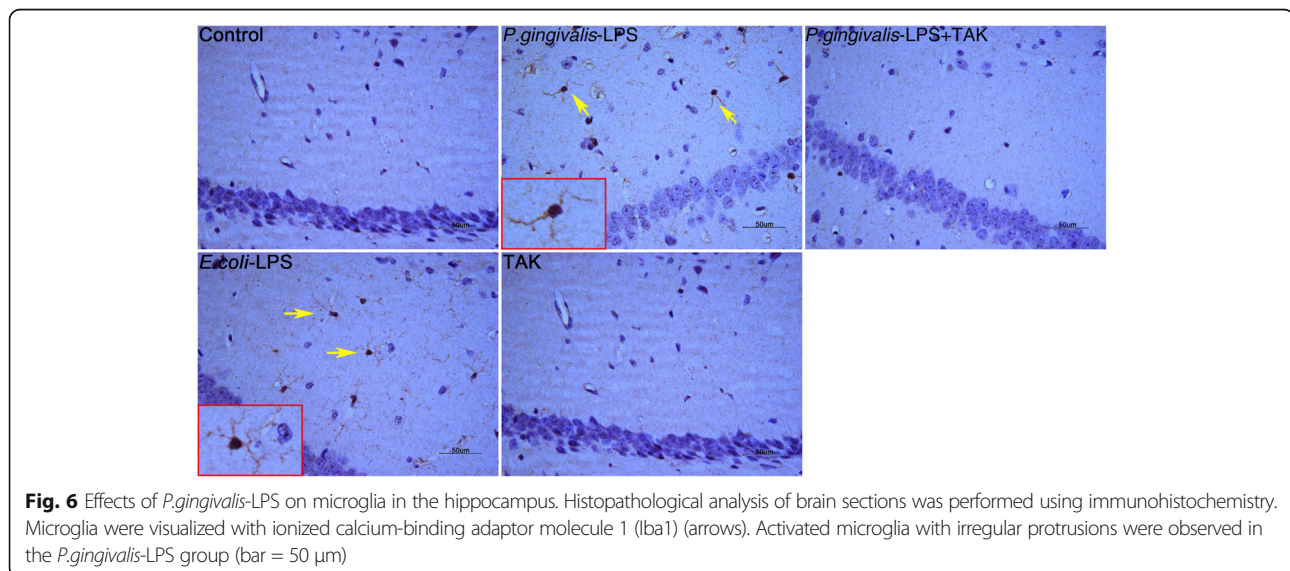 Control
P.gingivalis-LPS
P.gingivalis-LPS+TAK
50um
50um
50um
E.coli-LPS
TAK
50um
50um
Fig. 6 Effects of P.gingivalis-LPS on microglia in the hippocampus. Histopathological analysis of brain sections was performed using immunohistochemistry.
Microglia were visualized with ionized calcium-binding adaptor molecule 1 (Iba1) (arrows). Activated microglia with irregular protrusions were observed in
the P.gingivalis-LPS group (bar = 50 μm)